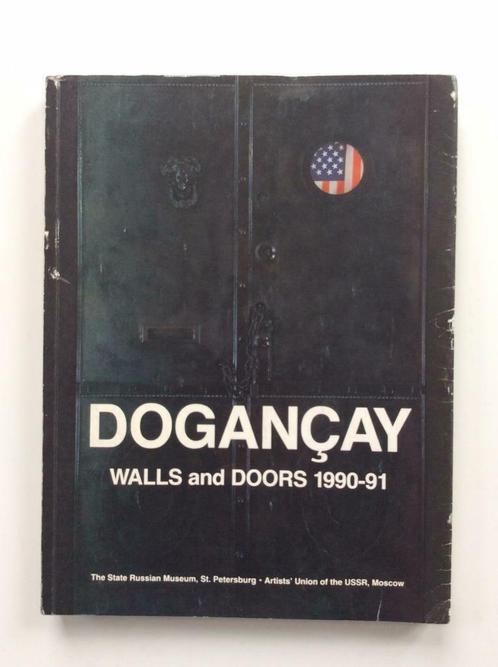 DOGANÇAY
WALLS and DOORS 1990-91
The State Russian Museum, St. Petersburg • Artists' Union of the USSR, Moscow